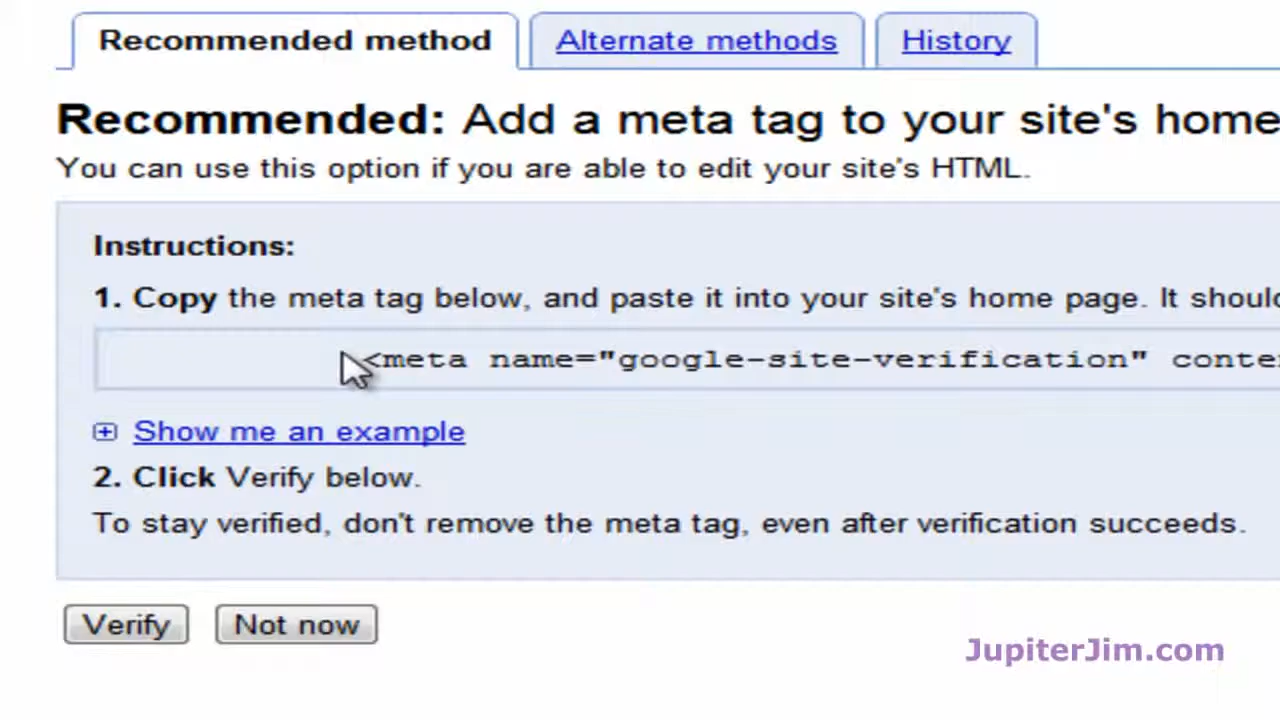 Recommended method Alternate methods History
Recommended: Add a meta tag to your site's home
You can use this option if you are able to edit your site's HTML.
Instructions:
1. Copy the meta tag below, and paste it into your site's home page. It should
<meta name="google-site-verification" conte
Show me an example
2. Click Verify below.
To stay verified, don't remove the meta tag, even after verification succeeds.
Verify Not now
JupiterJim.com